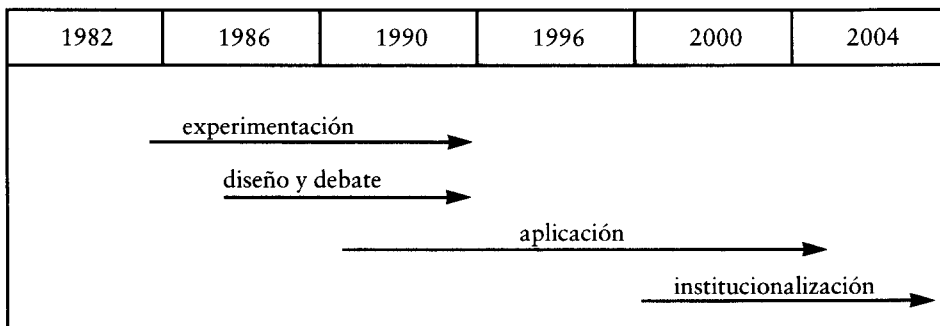 1982 1986 1990 1996 2000 2004
experimentación
diseño y debate
aplicación
institucionalización